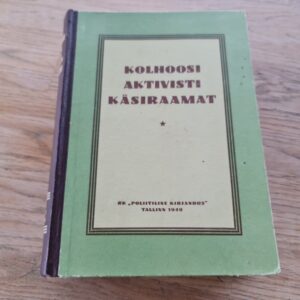 KOLHOOSI
AKTIVISTI
KÄSIRAAMAT
RK „POLIITILINE KIRJANDUS"
TALLINN 1948